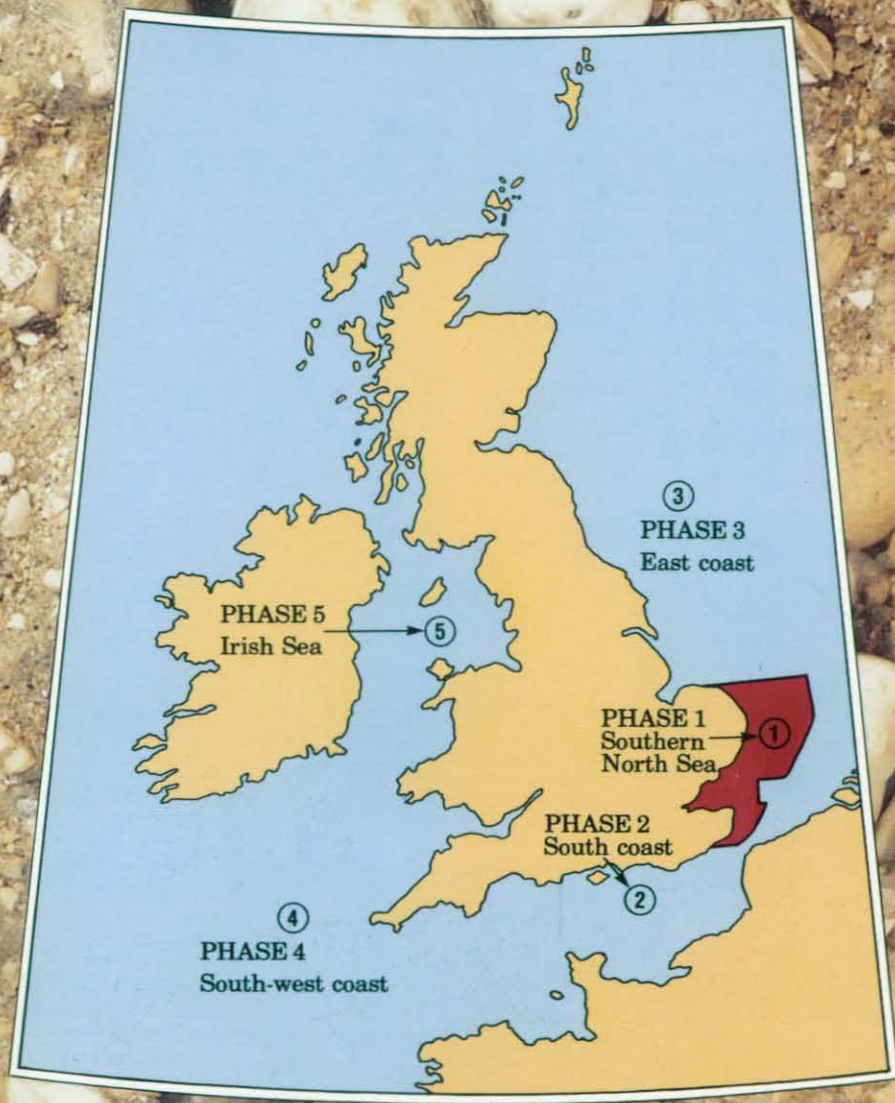 ③
PHASE 3
East coast
PHASE 5
Irish Sea
⑤
PHASE 1
Southern
North Sea
①
PHASE 2
South coast
②
④
PHASE 4
South-west coast